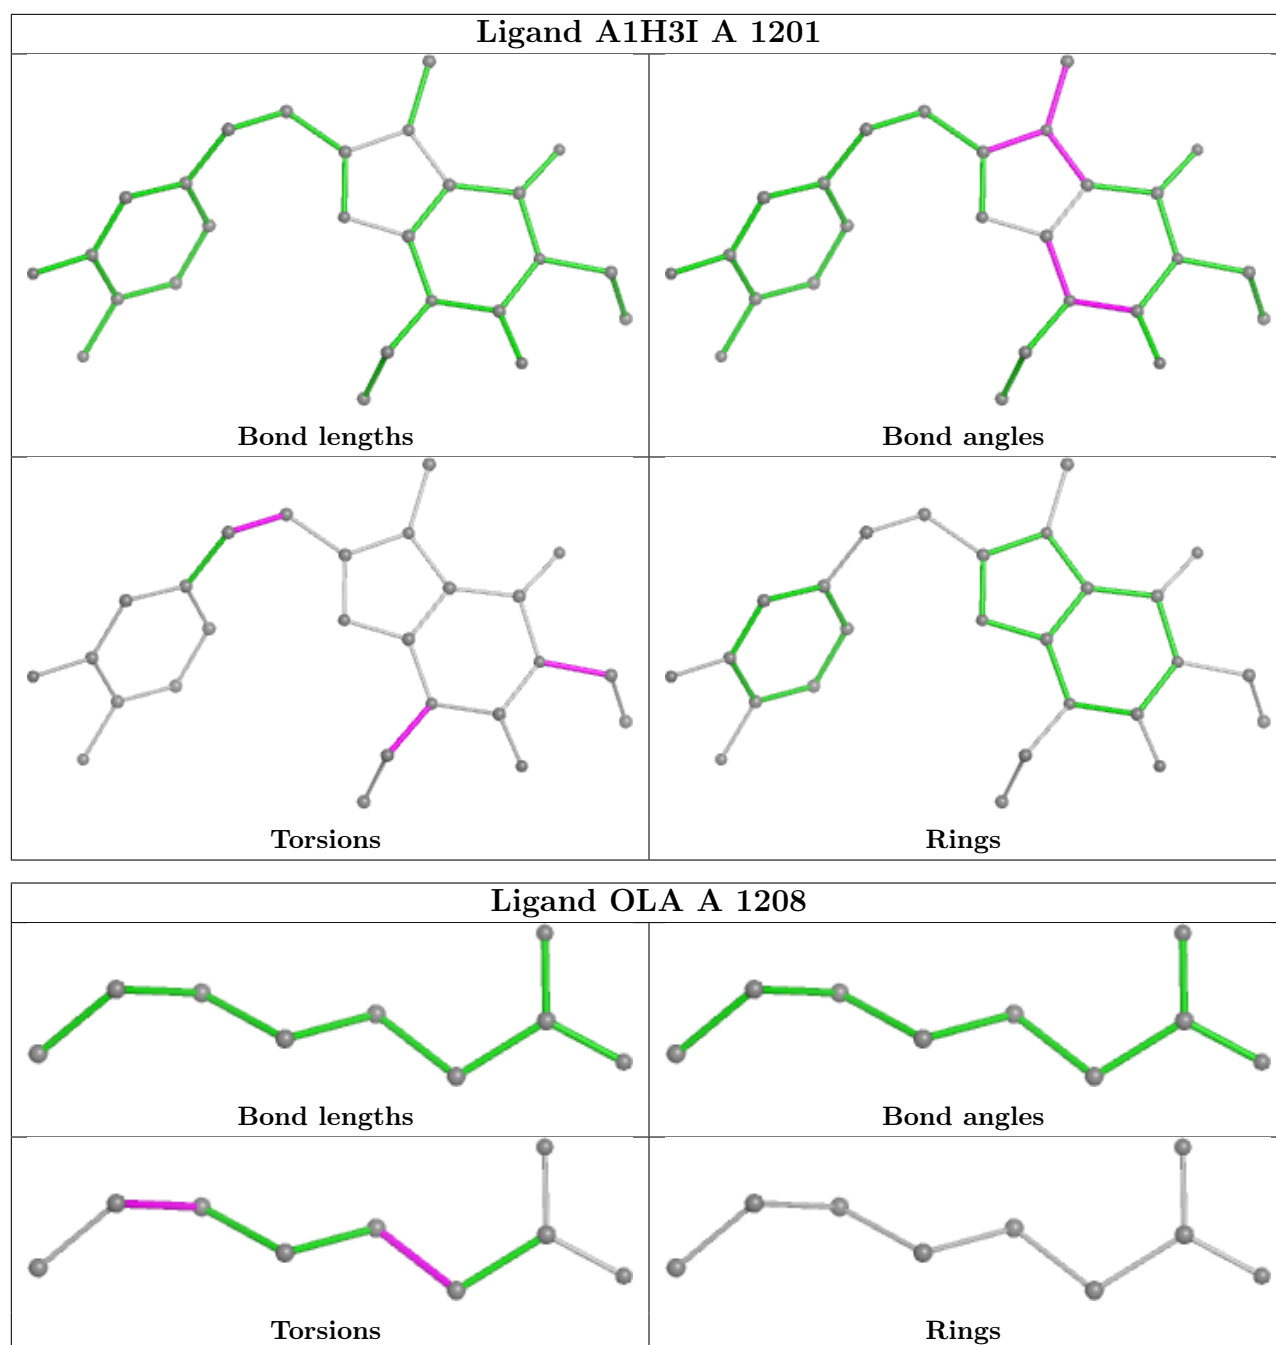 Ligand A1H3I A 1201
Bond lengths
Bond angles
Torsions
Rings
Ligand OLA A 1208
Bond lengths
Bond angles
Torsions
Rings